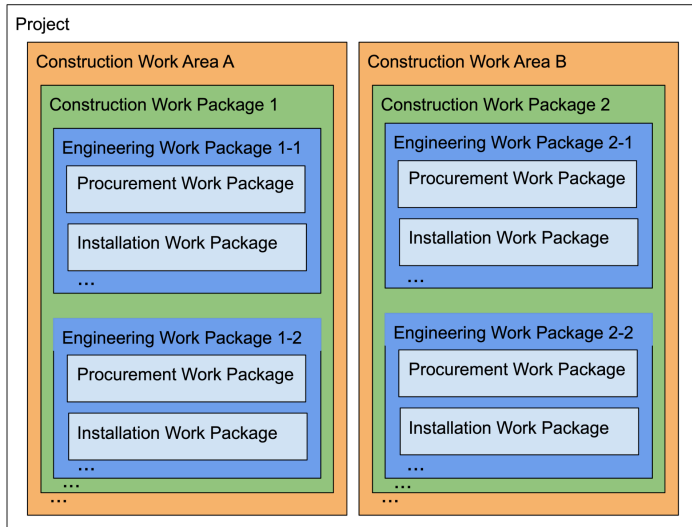 Project
Construction Work Area A
Construction Work Package 1
Engineering Work Package 1-1
Procurement Work Package
Installation Work Package
...
Engineering Work Package 1-2
Procurement Work Package
Installation Work Package
...
...
...
Construction Work Area B
Construction Work Package 2
Engineering Work Package 2-1
Procurement Work Package
Installation Work Package
...
Engineering Work Package 2-2
Procurement Work Package
Installation Work Package
...
...
...